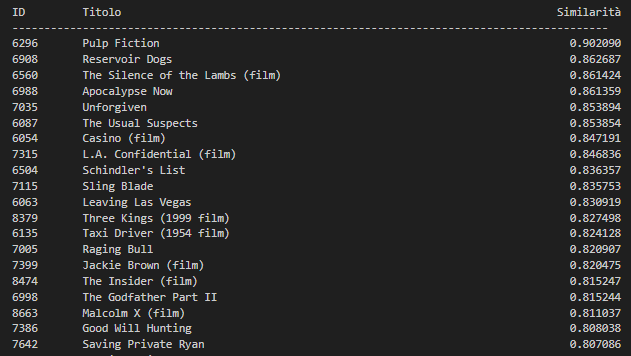 ID Titolo Similarità
------------------------------------------------------------------------------------------
6296 Pulp Fiction 0.902090
6908 Reservoir Dogs 0.862687
6560 The Silence of the Lambs (film) 0.861424
6988 Apocalypse Now 0.861359
7035 Unforgiven 0.853894
6087 The Usual Suspects 0.853854
6054 Casino (film) 0.847191
7315 L.A. Confidential (film) 0.846836
6504 Schindler's List 0.836357
7115 Sling Blade 0.835753
6063 Leaving Las Vegas 0.830919
8379 Three Kings (1999 film) 0.827498
6135 Taxi Driver (1954 film) 0.824128
7005 Raging Bull 0.820907
7399 Jackie Brown (film) 0.820475
8474 The Insider (film) 0.815247
6998 The Godfather Part II 0.815244
8663 Malcolm X (film) 0.811037
7386 Good Will Hunting 0.808038
7642 Saving Private Ryan 0.807086